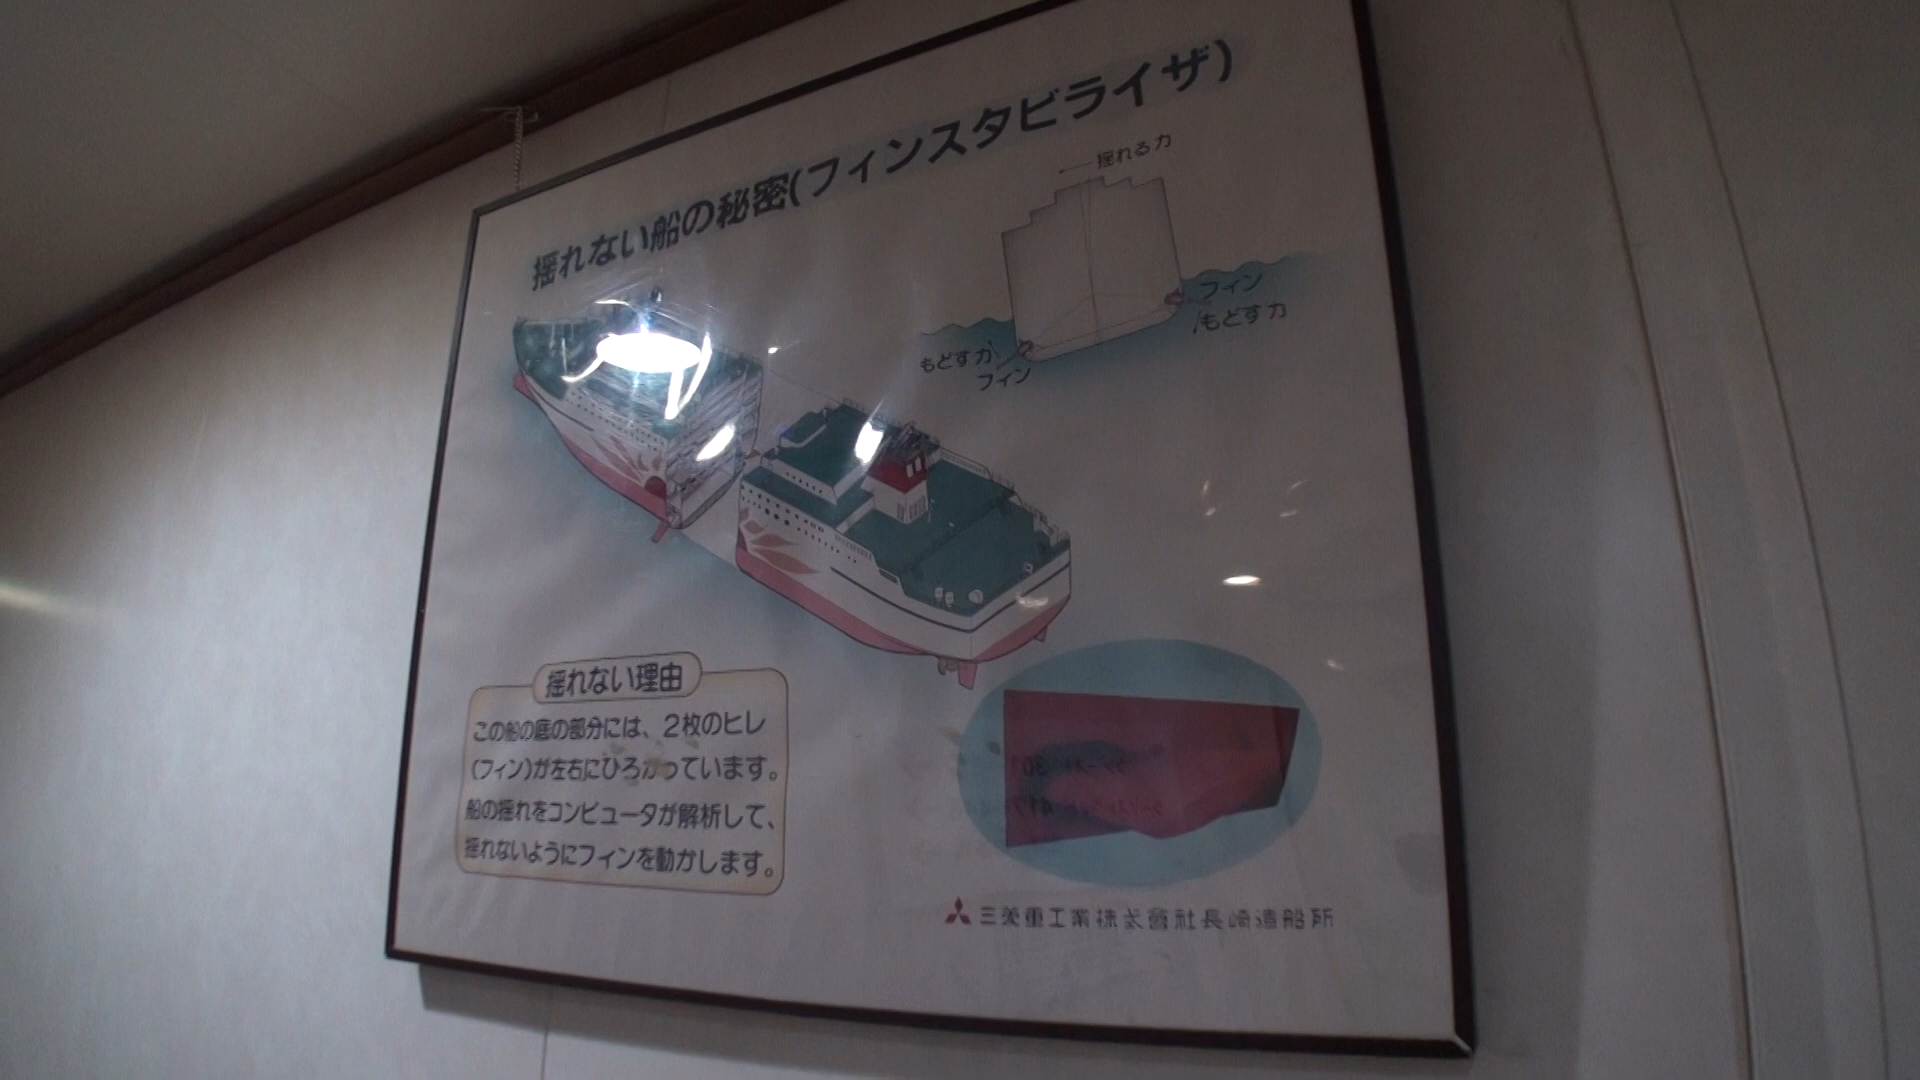 揺れない船の秘密(フィンスタビライザ)
揺れる力
フィン
もどす力
もどす力
フィン
揺れない理由
この船の底の部分には、2枚のヒレ
(フィン)が左右にひろがっています。
船の揺れをコンピュータが解析して、
揺れないようにフィンを動かします。
三菱重工業株式會社長崎造船所